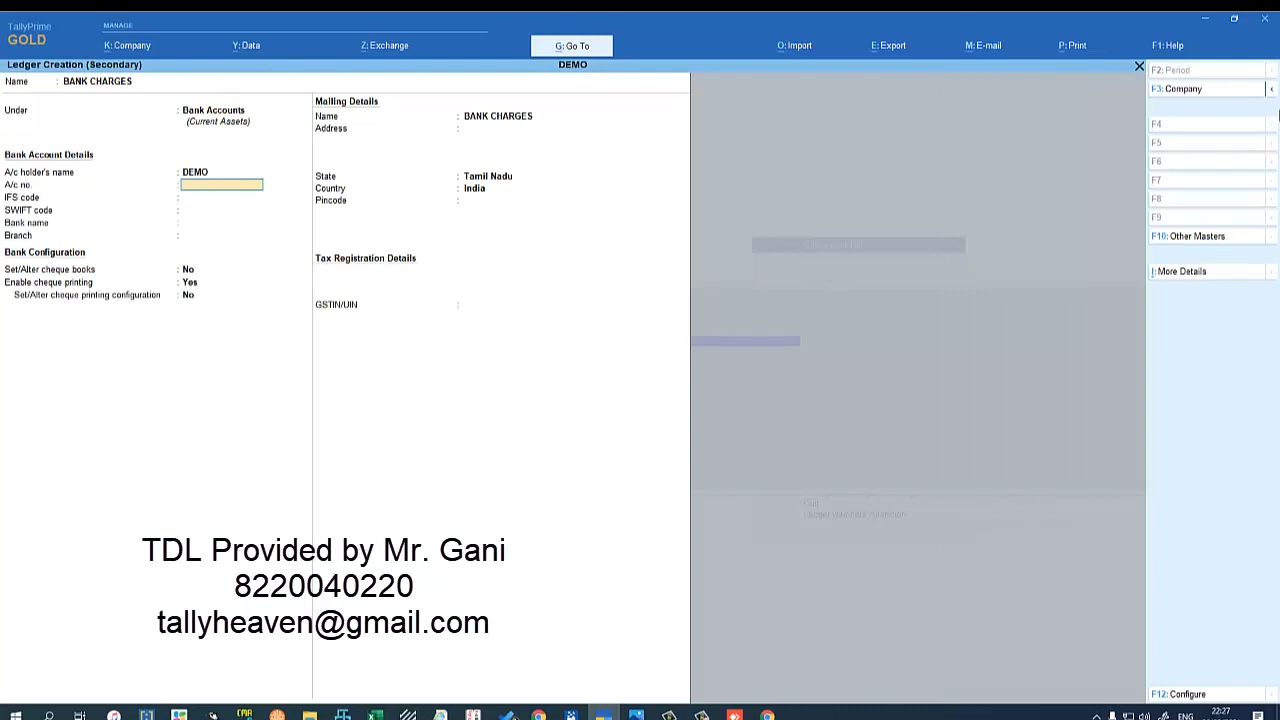 TallyPrime
GOLD
MANAGE
K: Company
Y: Data
Z: Exchange
G: Go To
O: Import
E: Export
M: E-mail
P: Print
F1: Help
Ledger Creation (Secondary)
DEMO
Name : BANK CHARGES
Under : Bank Accounts
(Current Assets)
Bank Account Details
A/c holder's name : DEMO
A/c no. :
IFS code :
SWIFT code :
Bank name :
Branch :
Bank Configuration
Set/Alter cheque books : No
Enable cheque printing : Yes
Set/Alter cheque printing configuration : No
Mailing Details
Name : BANK CHARGES
Address :
State : Tamil Nadu
Country : India
Pincode :
Tax Registration Details
GSTIN/UIN :
F2: Period
F3: Company
F4
F5
F6
F7
F8
F9
F10: Other Masters
I: More Details
F12: Configure
Quit
TDL Provided by Mr. Gani
8220040220
tallyheaven@gmail.com
ENG
22:27